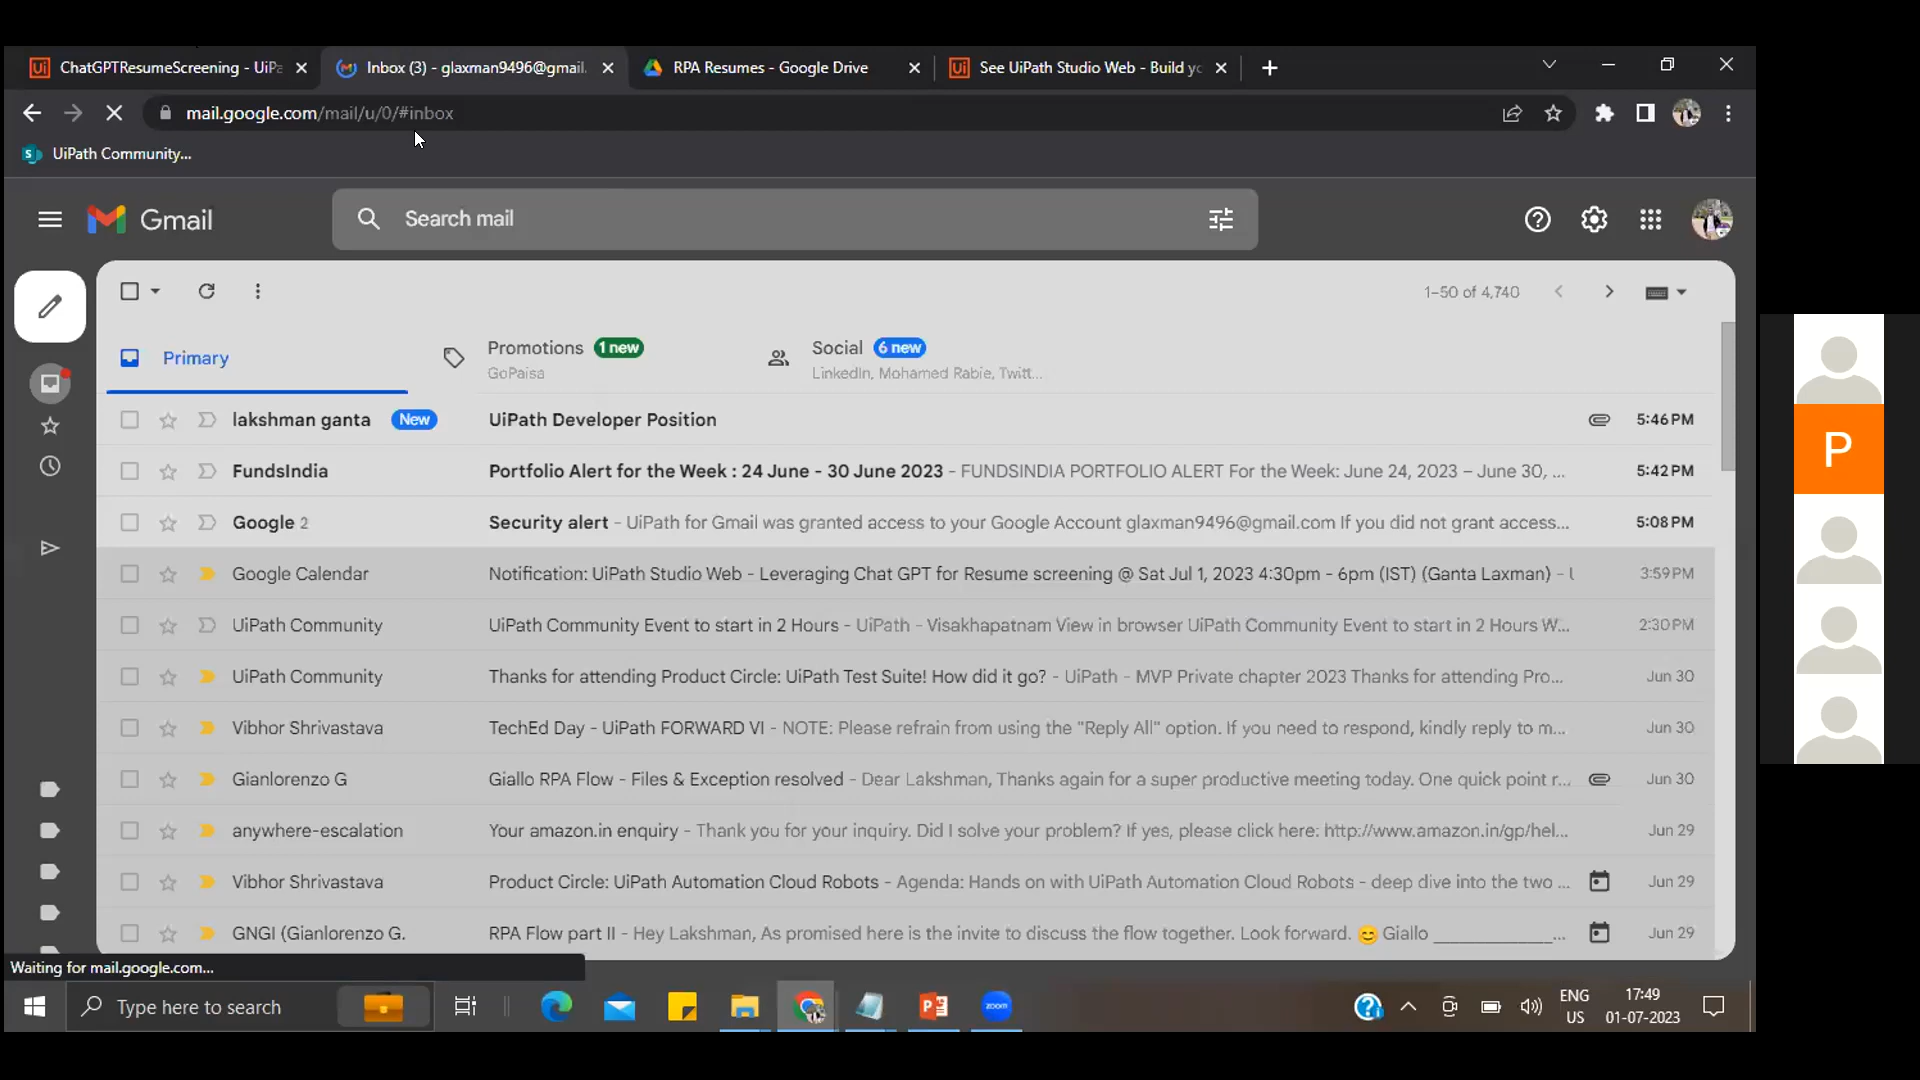 ChatGPTResumeScreening - UiPa
Inbox (3) - glaxman9496@gmail.
RPA Resumes - Google Drive
See UiPath Studio Web - Build yo
mail.google.com/mail/u/0/#inbox
UiPath Community...
Gmail
Search mail
1–50 of 4,740
Primary
Promotions 1 new
GoPaisa
Social 6 new
LinkedIn, Mohamed Rabie, Twitt...
lakshman ganta New UiPath Developer Position 5:46 PM
FundsIndia Portfolio Alert for the Week : 24 June - 30 June 2023 - FUNDSINDIA PORTFOLIO ALERT For the Week: June 24, 2023 – June 30, ... 5:42 PM
Google 2 Security alert - UiPath for Gmail was granted access to your Google Account glaxman9496@gmail.com If you did not grant access... 5:08 PM
Google Calendar Notification: UiPath Studio Web - Leveraging Chat GPT for Resume screening @ Sat Jul 1, 2023 4:30pm - 6pm (IST) (Ganta Laxman) - 3:59 PM
UiPath Community UiPath Community Event to start in 2 Hours - UiPath - Visakhapatnam View in browser UiPath Community Event to start in 2 Hours W... 2:30 PM
UiPath Community Thanks for attending Product Circle: UiPath Test Suite! How did it go? - UiPath - MVP Private chapter 2023 Thanks for attending Pro... Jun 30
Vibhor Shrivastava TechEd Day - UiPath FORWARD VI - NOTE: Please refrain from using the "Reply All" option. If you need to respond, kindly reply to m... Jun 30
Gianlorenzo G Giallo RPA Flow - Files & Exception resolved - Dear Lakshman, Thanks again for a super productive meeting today. One quick point r... Jun 30
anywhere-escalation Your amazon.in enquiry - Thank you for your inquiry. Did I solve your problem? If yes, please click here: http://www.amazon.in/gp/hel... Jun 29
Vibhor Shrivastava Product Circle: UiPath Automation Cloud Robots - Agenda: Hands on with UiPath Automation Cloud Robots - deep dive into the two ... Jun 29
GNGI (Gianlorenzo G. RPA Flow part II - Hey Lakshman, As promised here is the invite to discuss the flow together. Look forward. 😊 Giallo ______________... Jun 29
Waiting for mail.google.com...
Type here to search
zoom
ENG
US
17:49
01-07-2023
P